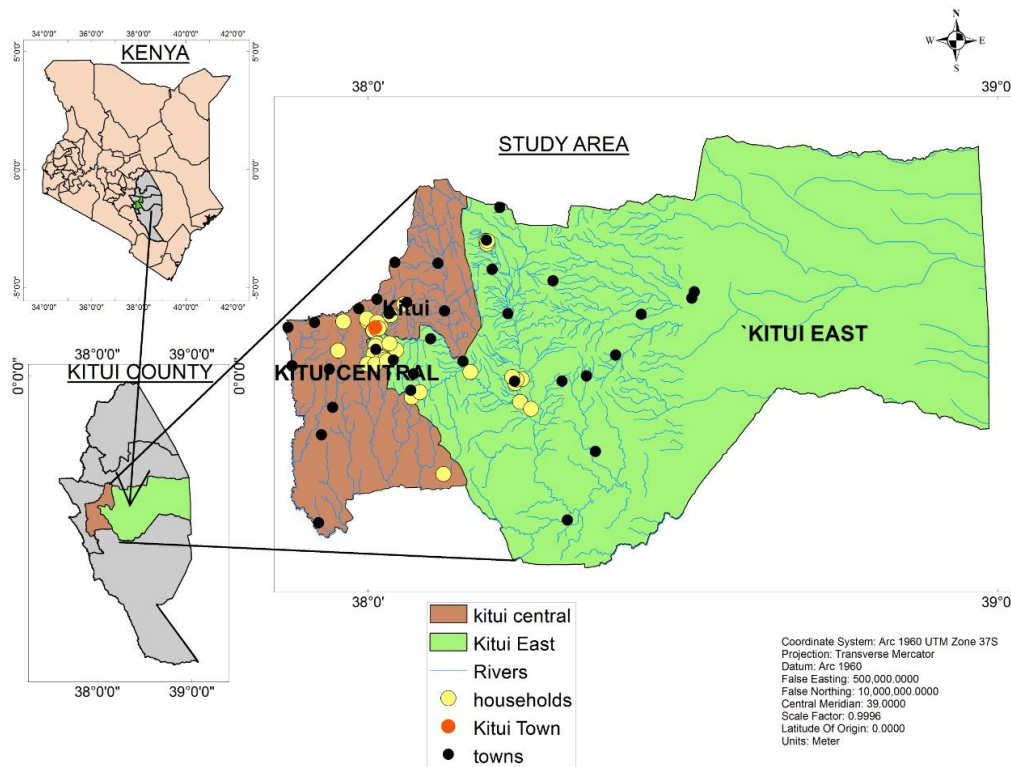 34°0'0" 36°0'0" 38°0'0" 40°0'0" 42°0'0"
KENYA
5°0'0" 5°0'0"
0°0'0" 0°0'0"
-5°0'0" -5°0'0"
34°0'0" 36°0'0" 38°0'0" 40°0'0" 42°0'0"
N
W E
S
38°0' 39°0'
STUDY AREA
Kitui
KITUI CENTRAL
`KITUI EAST
38°0' 39°0'
38°0'0" 39°0'0"
KITUI COUNTY
0°0'0" 0°0'0"
38°0'0" 39°0'0"
kitui central
Kitui East
Rivers
households
Kitui Town
towns
Coordinate System: Arc 1960 UTM Zone 37S
Projection: Transverse Mercator
Datum: Arc 1960
False Easting: 500,000.0000
False Northing: 10,000,000.0000
Central Meridian: 39.0000
Scale Factor: 0.9996
Latitude Of Origin: 0.0000
Units: Meter